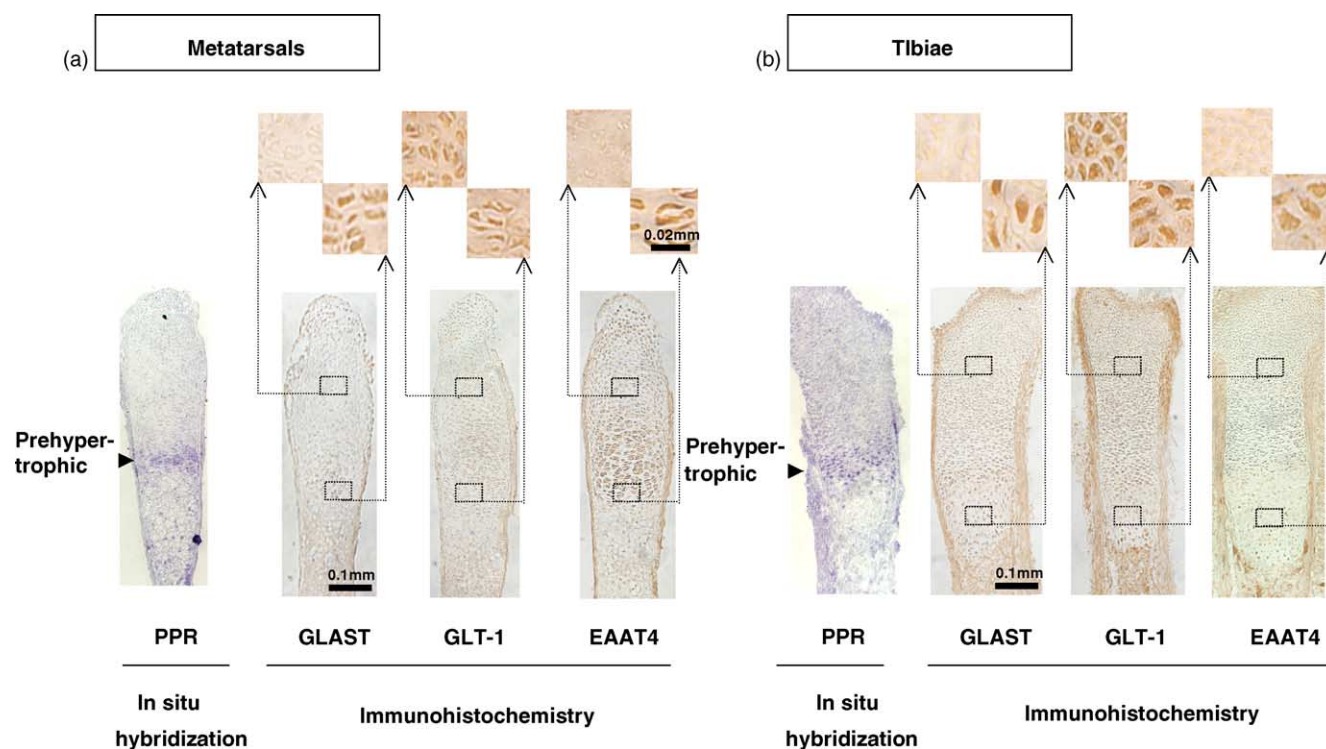 (a)
Metatarsals
(b)
TIbiae
0.02mm
Prehyper-
trophic
Prehyper-
trophic
0.1mm
0.1mm
PPR
GLAST
GLT-1
EAAT4
PPR
GLAST
GLT-1
EAAT4
In situ
hybridization
Immunohistochemistry
In situ
hybridization
Immunohistochemistry